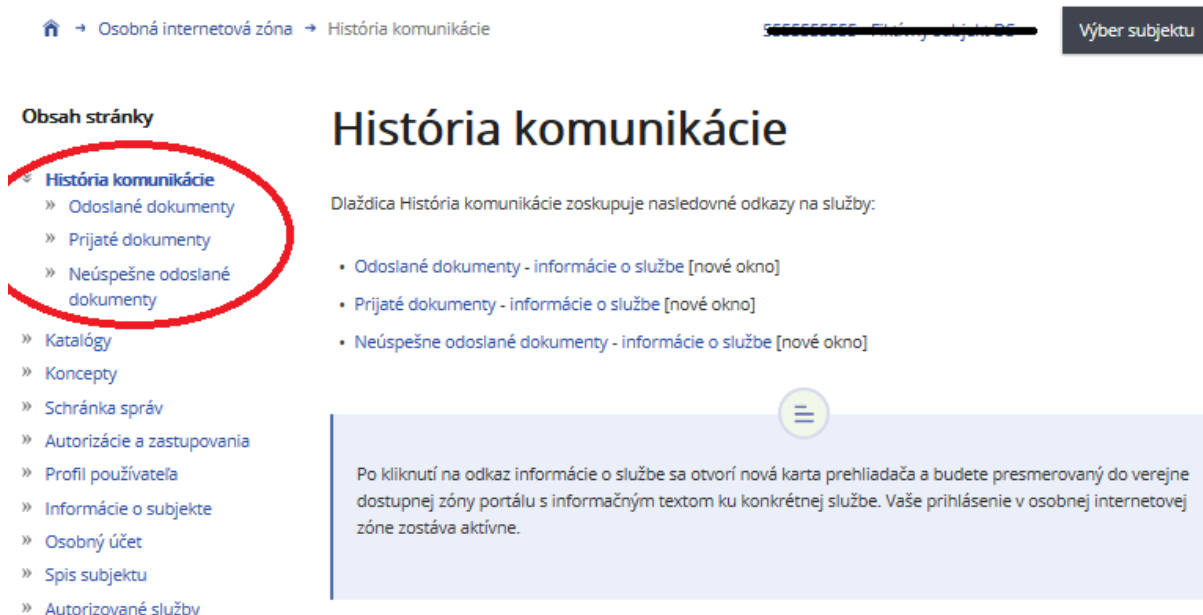 Osobná internetová zóna → História komunikácie
Výber subjektu
Obsah stránky
» História komunikácie
» Odoslané dokumenty
» Prijaté dokumenty
» Neúspešne odoslané
dokumenty
» Katalógy
» Koncepty
» Schránka správ
» Autorizácie a zastupovania
» Profil používateľa
» Informácie o subjekte
» Osobný účet
» Spis subjektu
» Autorizované služby
História komunikácie
Dlaždica História komunikácie zoskupuje nasledovné odkazy na služby:
• Odoslané dokumenty - informácie o službe [nové okno]
• Prijaté dokumenty - informácie o službe [nové okno]
• Neúspešne odoslané dokumenty - informácie o službe [nové okno]
Po kliknutí na odkaz informácie o službe sa otvorí nová karta prehliadača a budete presmerovaný do verejne
dostupnej zóny portálu s informačným textom ku konkrétnej službe. Vaše prihlásenie v osobnej internetovej
zóne zostáva aktívne.